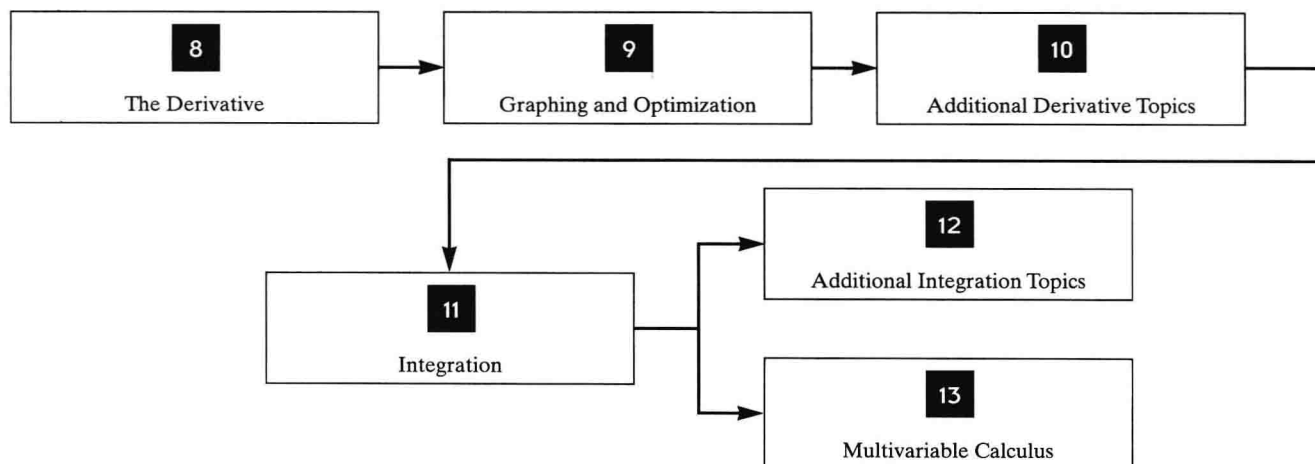 8
The Derivative
9
Graphing and Optimization
10
Additional Derivative Topics
11
Integration
12
Additional Integration Topics
13
Multivariable Calculus